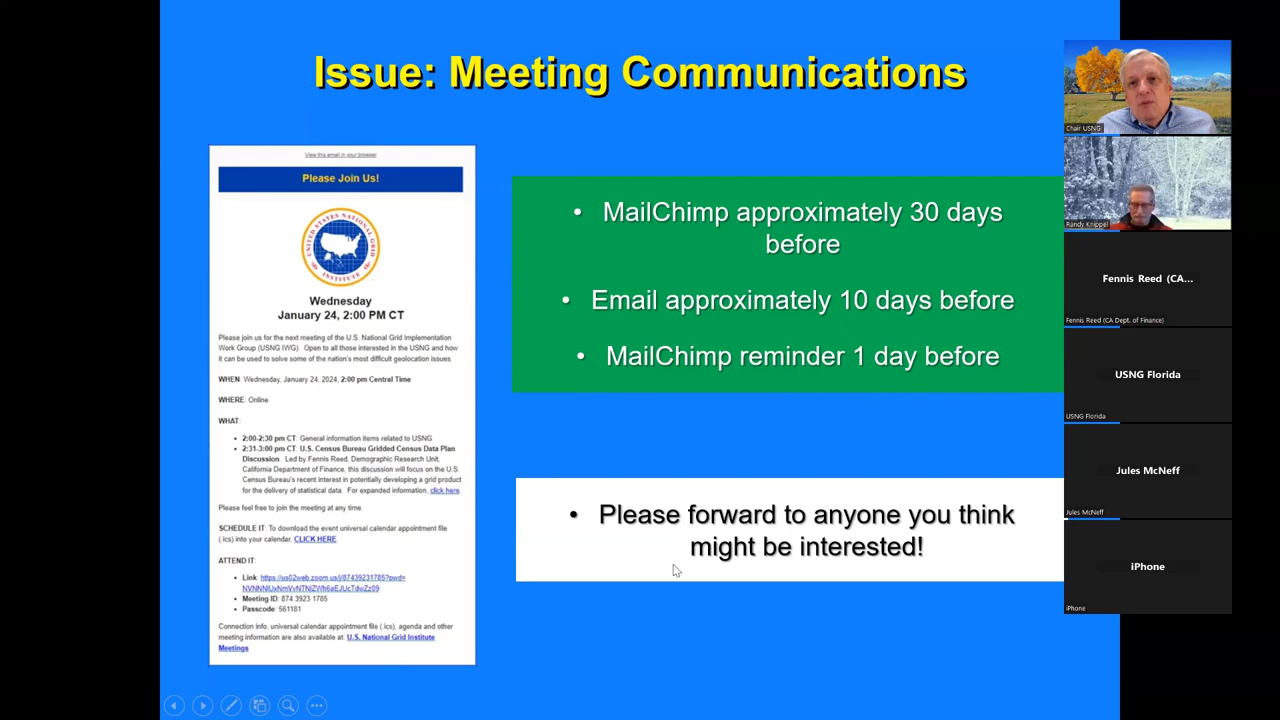 Issue: Meeting Communications
View this email in your browser
Please Join Us!
UNITED STATES NATIONAL GRID
INSTITUTE
Wednesday
January 24, 2:00 PM CT
Please join us for the next meeting of the U.S. National Grid Implementation
Work Group (USNG IWG). Open to all those interested in the USNG and how
it can be used to solve some of the nation's most difficult geolocation issues.
WHEN: Wednesday, January 24, 2024, 2:00 pm Central Time
WHERE: Online
WHAT:
• 2:00-2:30 pm CT: General information items related to USNG
• 2:31-3:00 pm CT: U.S. Census Bureau Gridded Census Data Plan
Discussion. Led by Fennis Reed, Demographic Research Unit,
California Department of Finance, this discussion will focus on the U.S.
Census Bureau's recent interest in potentially developing a grid product
for the delivery of statistical data. For expanded information, click here.
Please feel free to join the meeting at any time.
SCHEDULE IT: To download the event universal calendar appointment file
(.ics) into your calendar, CLICK HERE.
ATTEND IT:
• Link: https://us02web.zoom.us/j/87439231785?pwd=
• Meeting ID: 874 3923 1785
• Passcode: 561181
Connection info, universal calendar appointment file (.ics), agenda and other
meeting information are also available at: U.S. National Grid Institute
Meetings
• MailChimp approximately 30 days
before
• Email approximately 10 days before
• MailChimp reminder 1 day before
• Please forward to anyone you think
might be interested!
Chair USNG
Randy Knippel
Fennis Reed (CA...
Fennis Reed (CA Dept. of Finance)
USNG Florida
USNG Florida
Jules McNeff
Jules McNeff
iPhone
iPhone